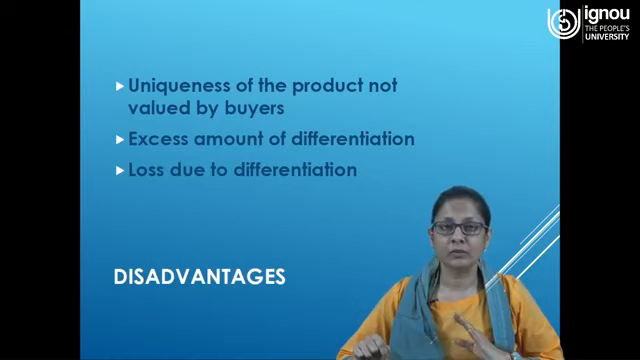 ignou
THE PEOPLE'S
UNIVERSITY
Uniqueness of the product not
valued by buyers
Excess amount of differentiation
Loss due to differentiation
DISADVANTAGES